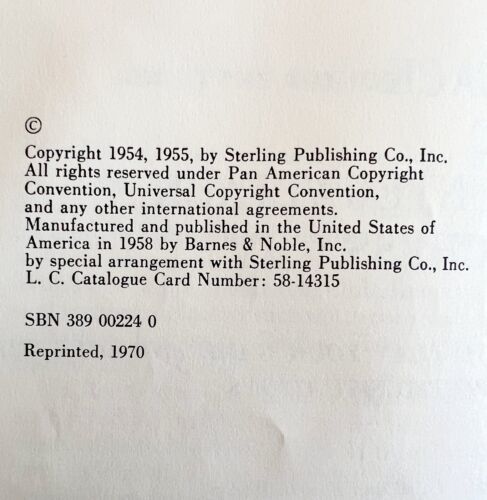 ©
Copyright 1954, 1955, by Sterling Publishing Co., Inc.
All rights reserved under Pan American Copyright
Convention, Universal Copyright Convention,
and any other international agreements.
Manufactured and published in the United States of
America in 1958 by Barnes & Noble, Inc.
by special arrangement with Sterling Publishing Co., Inc.
L. C. Catalogue Card Number: 58-14315
SBN 389 00224 0
Reprinted, 1970